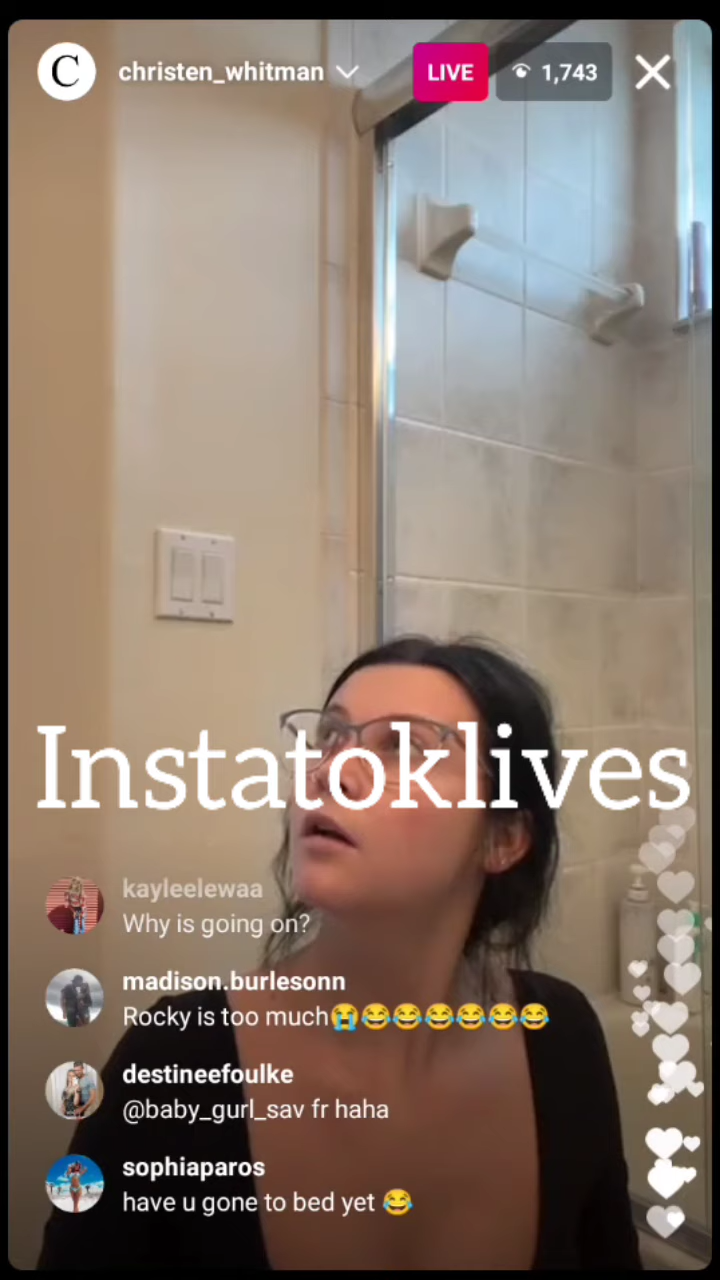 C christen_whitman LIVE 1,743
Instatoklives
kayleelewaa
Why is going on?
madison.burlesonn
Rocky is too much😭😂😂😂😂😂😂
destineefoulke
@baby_gurl_sav fr haha
sophiaparos
have u gone to bed yet 😂